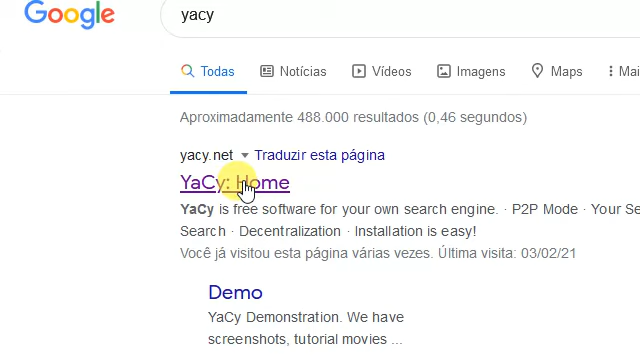 Google
yacy
Todas Notícias Vídeos Imagens Maps Mai
Aproximadamente 488.000 resultados (0,46 segundos)
yacy.net Traduzir esta página
YaCy: Home
YaCy is free software for your own search engine. · P2P Mode · Your Se
Search · Decentralization · Installation is easy!
Você já visitou esta página várias vezes. Última visita: 03/02/21
Demo
YaCy Demonstration. We have
screenshots, tutorial movies ...